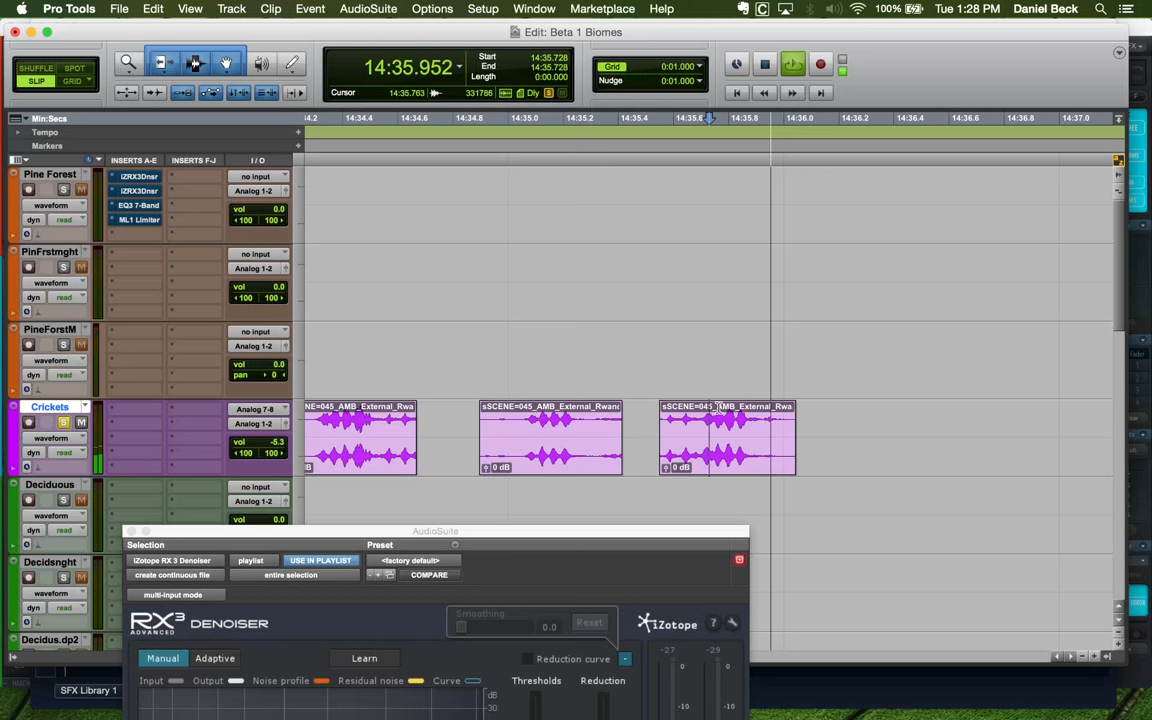 Pro Tools File Edit View Track Clip Event AudioSuite Options Setup Window Marketplace Help 100% Tue 1:28 PM Daniel Beck
Edit: Beta 1 Biomes
SHUFFLE SPOT
SLIP GRID
14:35.952
Start 14:35.728
End 14:35.728
Length 0:00.000
Cursor 14:35.763 331786 Dly S M
Grid 0:01.000
Nudge 0:01.000
Min:Secs
14:34.4 14:34.6 14:34.8 14:35.0 14:35.2 14:35.4 14:35.8 14:36.0 14:36.2 14:36.4 14:36.6 14:36.8 14:37.0
Tempo
Markers
INSERTS A-E INSERTS F-J I / O
Pine Forest
S M
waveform
dyn read
IZRX3Dnsr
IZRX3Dnsr
EQ3 7-Band
ML1 Limiter
no input
Analog 1-2
vol 0.0
100 100
PinFrstmght
S M
waveform
dyn read
no input
Analog 1-2
vol 0.0
100 100
PineForstM
S M
waveform
dyn read
no input
Analog 1-2
vol 0.0
pan 0
Crickets
S M
waveform
dyn read
Analog 7-8
Analog 1-2
vol -5.3
100 100
NE=045_AMB_External_Rwa
sSCENE=045_AMB_External_Rwand
sSCENE=045_AMB_External_Rwa
dB
0 dB
0 dB
Deciduous
S M
waveform
dyn read
no input
Analog 1-2
vol 0.0
Decidsnght
S M
waveform
dyn read
Decidus.dp2
SFX Library 1
AudioSuite
Selection Preset
iZotope RX 3 Denoiser playlist USE IN PLAYLIST <factory default>
create continuous file entire selection - + COMPARE
multi-input mode
RX3 ADVANCED DENOISER
Smoothing
0.0 Reset
iZotope ?
Manual Adaptive Learn Reduction curve -
Input Output Noise profile Residual noise Curve dB
-30
Thresholds Reduction
-27 -29
0 0
-10 -10